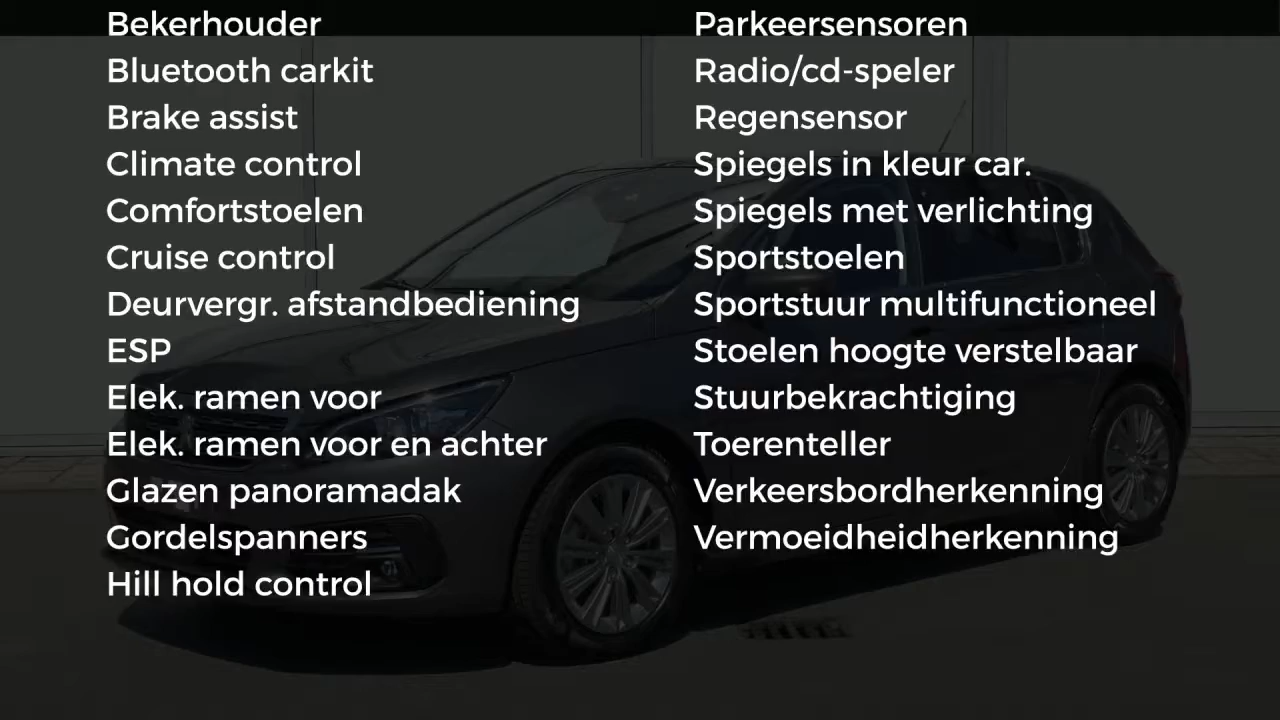 Bekerhouder
Bluetooth carkit
Brake assist
Climate control
Comfortstoelen
Cruise control
Deurvergr. afstandbediening
ESP
Elek. ramen voor
Elek. ramen voor en achter
Glazen panoramadak
Gordelspanners
Hill hold control
Parkeersensoren
Radio/cd-speler
Regensensor
Spiegels in kleur car.
Spiegels met verlichting
Sportstoelen
Sportstuur multifunctioneel
Stoelen hoogte verstelbaar
Stuurbekrachtiging
Toerenteller
Verkeersbordherkenning
Vermoeidheidherkenning